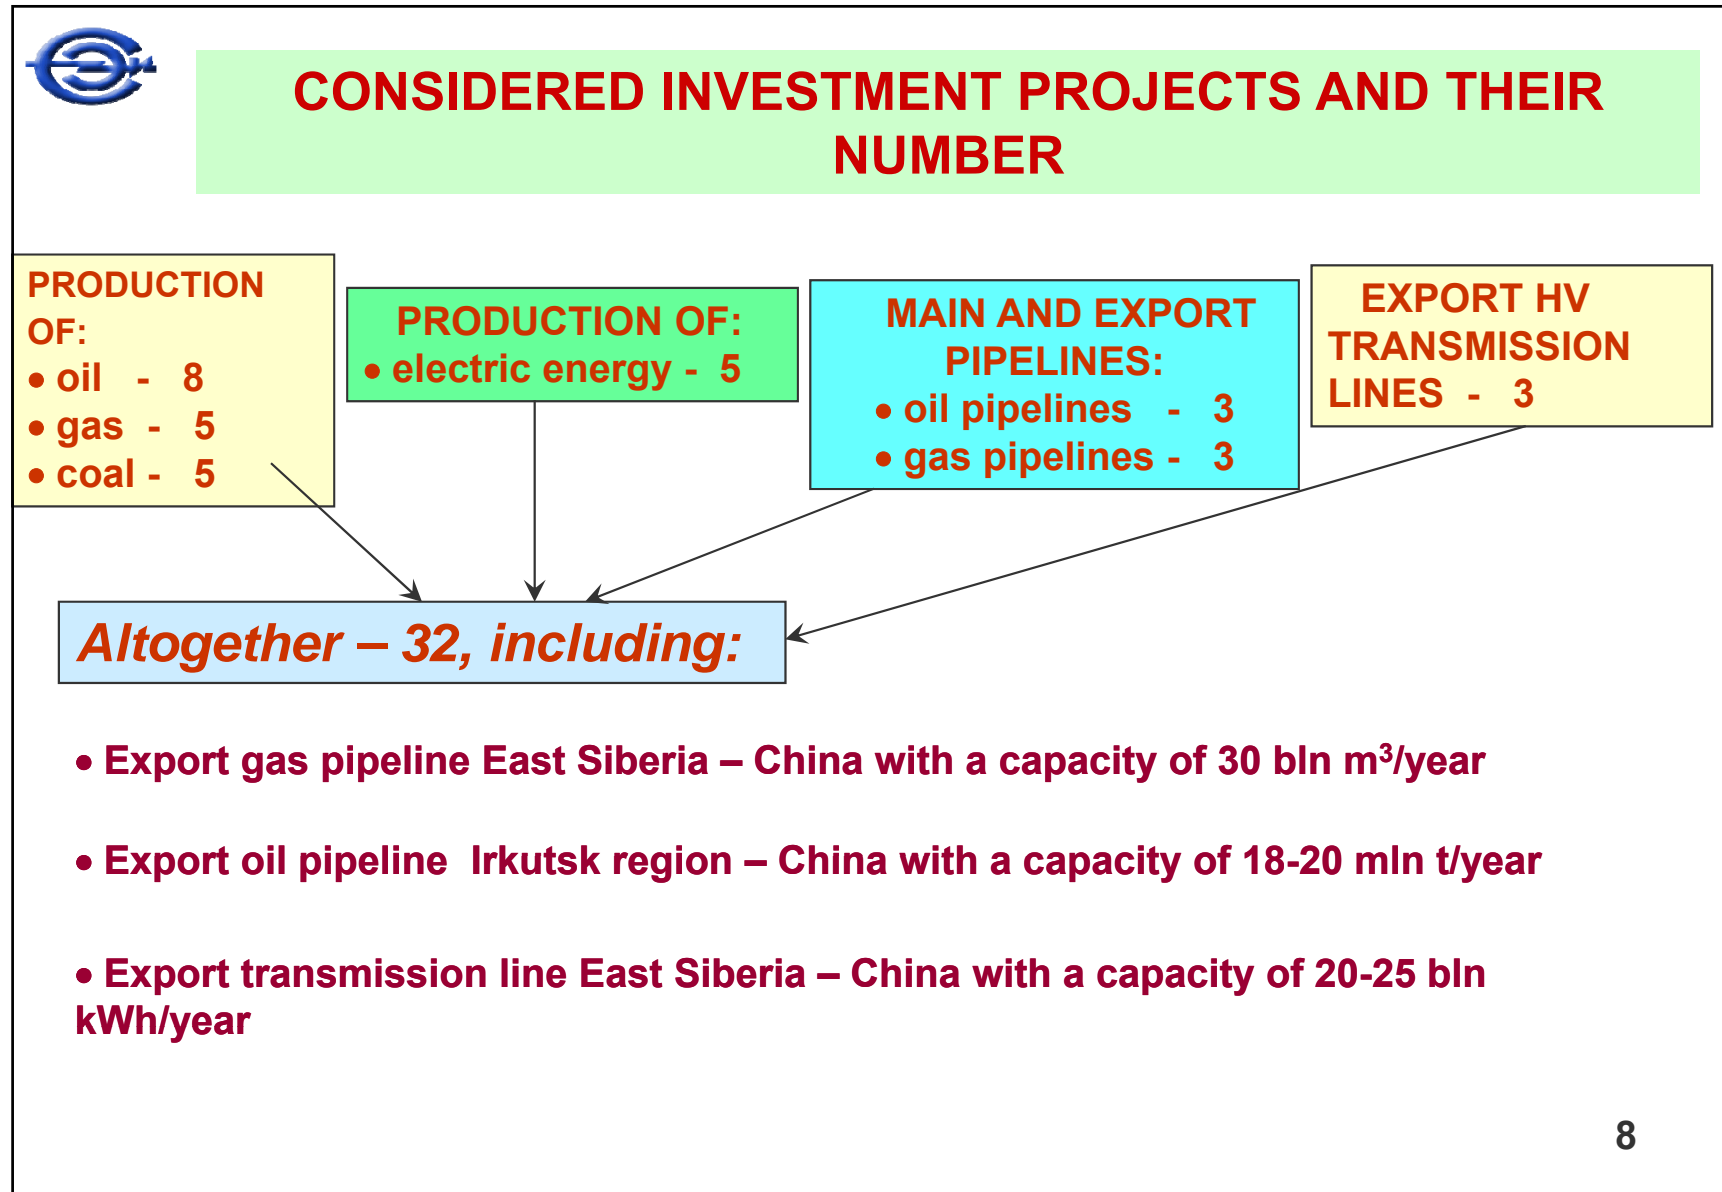 CONSIDERED INVESTMENT PROJECTS AND THEIR
NUMBER
PRODUCTION
OF:
• oil - 8
• gas - 5
• coal - 5
PRODUCTION OF:
• electric energy - 5
MAIN AND EXPORT
PIPELINES:
• oil pipelines - 3
• gas pipelines - 3
EXPORT HV
TRANSMISSION
LINES - 3
Altogether – 32, including:
• Export gas pipeline East Siberia – China with a capacity of 30 bln m³/year
• Export oil pipeline Irkutsk region – China with a capacity of 18-20 mln t/year
• Export transmission line East Siberia – China with a capacity of 20-25 bln
kWh/year
8